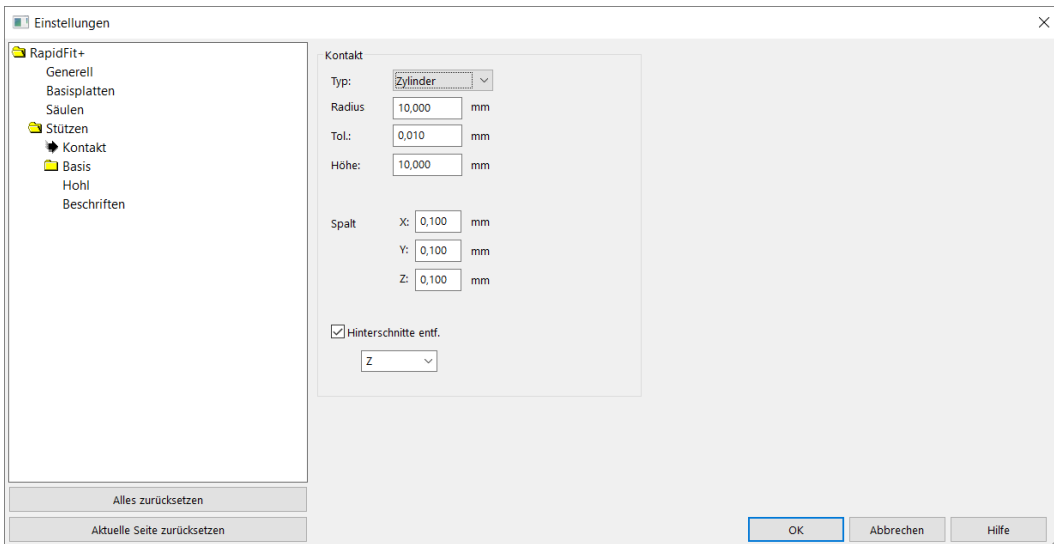 Einstellungen
RapidFit+
Generell
Basisplatten
Säulen
Stützen
Kontakt
Basis
Hohl
Beschriften
Alles zurücksetzen
Aktuelle Seite zurücksetzen
Kontakt
Typ: Zylinder
Radius 10,000 mm
Tol.: 0,010 mm
Höhe: 10,000 mm
Spalt X: 0,100 mm
Y: 0,100 mm
Z: 0,100 mm
Hinterschnitte entf.
Z
OK Abbrechen Hilfe